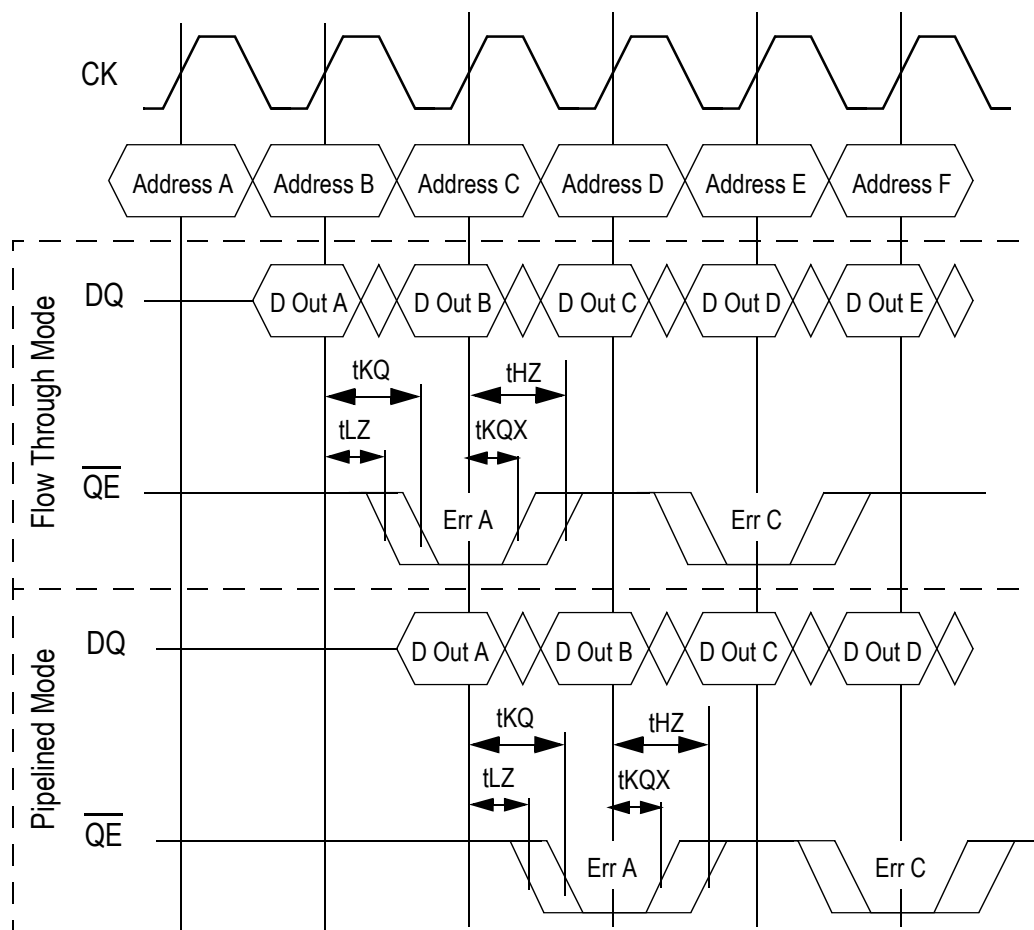 CK
Address A Address B Address C Address D Address E Address F
Flow Through Mode
DQ
D Out A D Out B D Out C D Out D D Out E
tKQ tHZ
tLZ tKQX
QE
Err A Err C
Pipelined Mode
DQ
D Out A D Out B D Out C D Out D
tKQ tHZ
tLZ tKQX
QE
Err A Err C